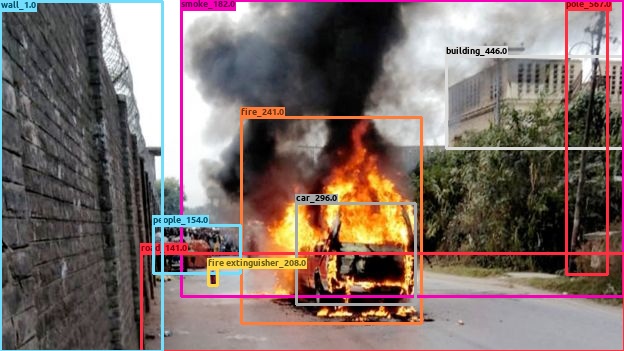 wall_1.0
smoke_182.0
pole_567.0
building_446.0
fire_241.0
car_296.0
people_154.0
road_141.0
fire extinguisher_208.0